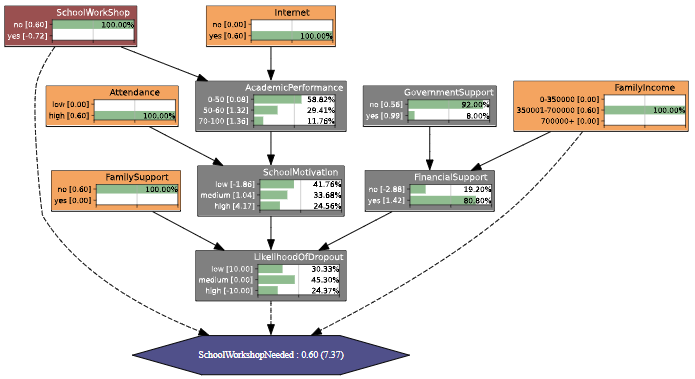 SchoolWorkShop
no [0.60] 100.00%
yes [-0.72]
Internet
no [0.00]
yes [0.60] 100.00%
Attendance
low [0.00]
high [0.60] 100.00%
AcademicPerformance
0-50 [0.08] 58.82%
50-60 [1.32] 29.41%
70-100 [1.36] 11.76%
GovernmentSupport
no [0.56] 92.00%
yes [0.99] 8.00%
FamilyIncome
0-350000 [0.00]
350001-700000 [0.60] 100.00%
700000+ [0.00]
FamilySupport
no [0.60] 100.00%
yes [0.00]
SchoolMotivation
low [-1.86] 41.76%
medium [1.04] 33.68%
high [4.17] 24.56%
FinancialSupport
no [-2.88] 19.20%
yes [1.42] 80.80%
LikelihoodOfDropout
low [10.00] 30.33%
medium [0.00] 45.30%
high [-10.00] 24.37%
SchoolWorkshopNeeded : 0.60 (7.37)